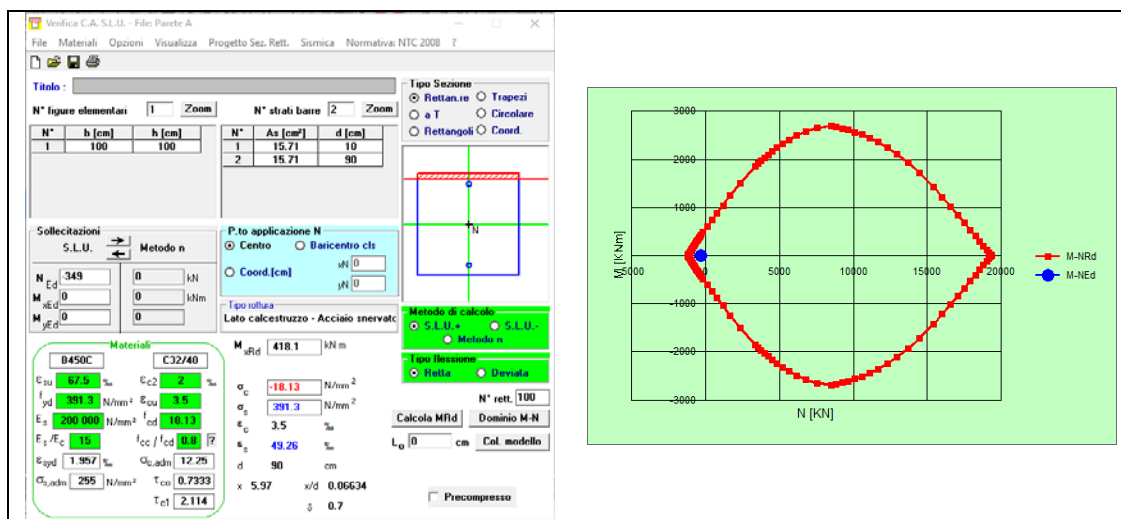 Verifica C.A. S.L.U. - File: Parete A
File Materiali Opzioni Visualizza Progetto Sez. Rett. Sismica Normativa: NTC 2008 ?
Titolo :
N° figure elementari 1 Zoom N° strati barre 2 Zoom
N° b [cm] h [cm]
1 100 100
N° As [cm²] d [cm]
1 15.71 10
2 15.71 90
Tipo Sezione
Rettan.re Trapezi
a T Circolare
Rettangoli Coord.
N
Sollecitazioni
S.L.U. Metodo n
N Ed -349 0 kN
M xEd 0 0 kNm
M yEd 0 0
P.to applicazione N
Centro Baricentro cls
Coord.[cm] xN 0
yN 0
Tipo rottura
Lato calcestruzzo - Acciaio snervato
Metodo di calcolo
S.L.U.+ S.L.U.-
Metodo n
Tipo flessione
Retta Deviata
Materiali
B450C C32/40
εsu 67.5 ‰ εc2 2 ‰
fyd 391.3 N/mm² εcu 3.5
Es 200 000 N/mm² fcd 18.13
Es/Ec 15 fcc / fcd 0.8 ?
εsyd 1.957 ‰ σc,adm 12.25
σs,adm 255 N/mm² τco 0.7333
τc1 2.114
M xRd 418.1 kN m
σc -18.13 N/mm²
σs 391.3 N/mm²
εc 3.5 ‰
εs 49.26 ‰
d 90 cm
x 5.97 x/d 0.06634
δ 0.7
N° rett. 100
Calcola MRd Dominio M-N
Lo 0 cm Col. modello
Precompresso
3000
2000
1000
-1000
-2000
-3000
M [KNm]
5000 0 5000 10000 15000 20000
N [KN]
M-NRd
M-NEd